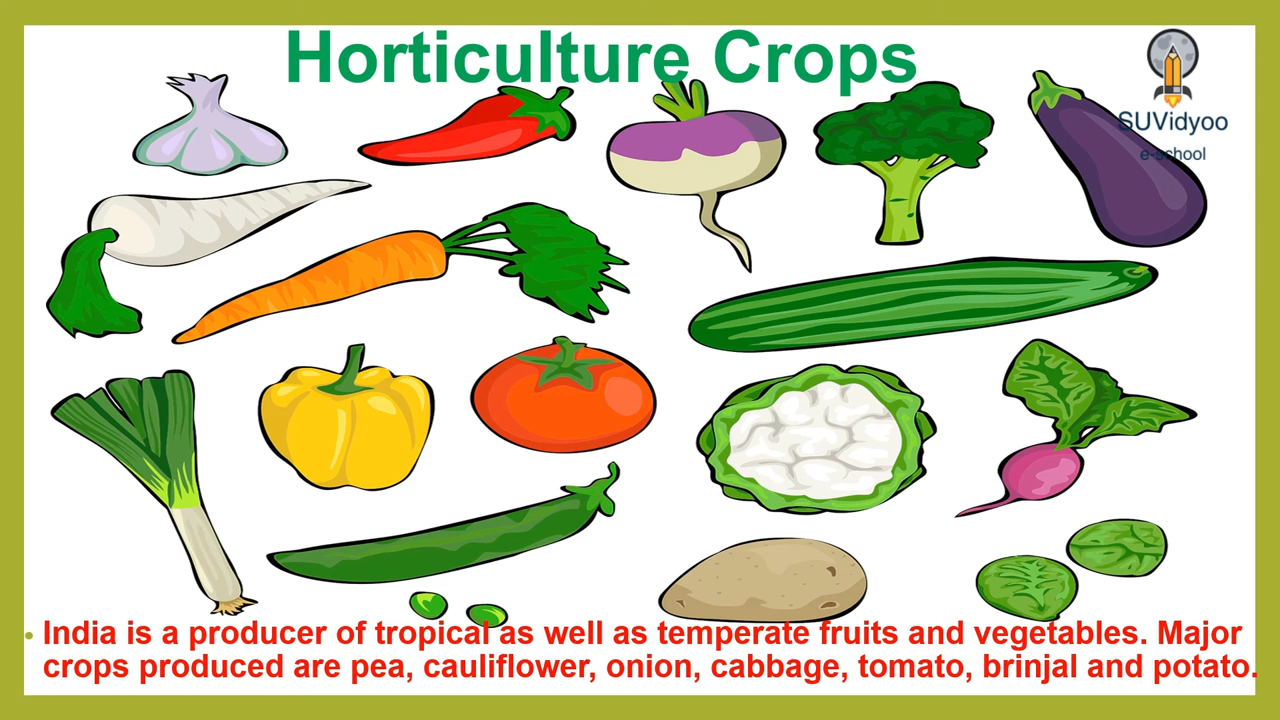 Horticulture Crops
SUVidyoo
e-school
• India is a producer of tropical as well as temperate fruits and vegetables. Major
crops produced are pea, cauliflower, onion, cabbage, tomato, brinjal and potato.